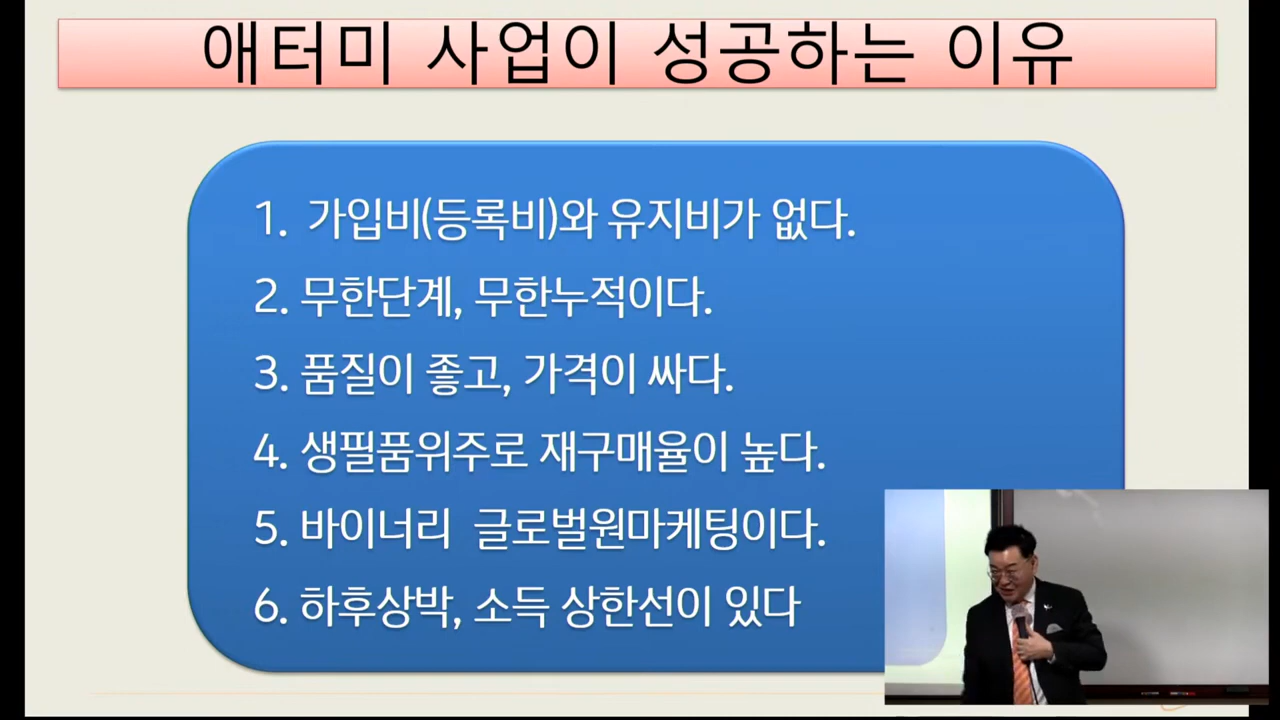 애터미 사업이 성공하는 이유
1. 가입비(등록비)와 유지비가 없다.
2. 무한단계, 무한누적이다.
3. 품질이 좋고, 가격이 싸다.
4. 생필품위주로 재구매율이 높다.
5. 바이너리 글로벌원마케팅이다.
6. 하후상박, 소득 상한선이 있다